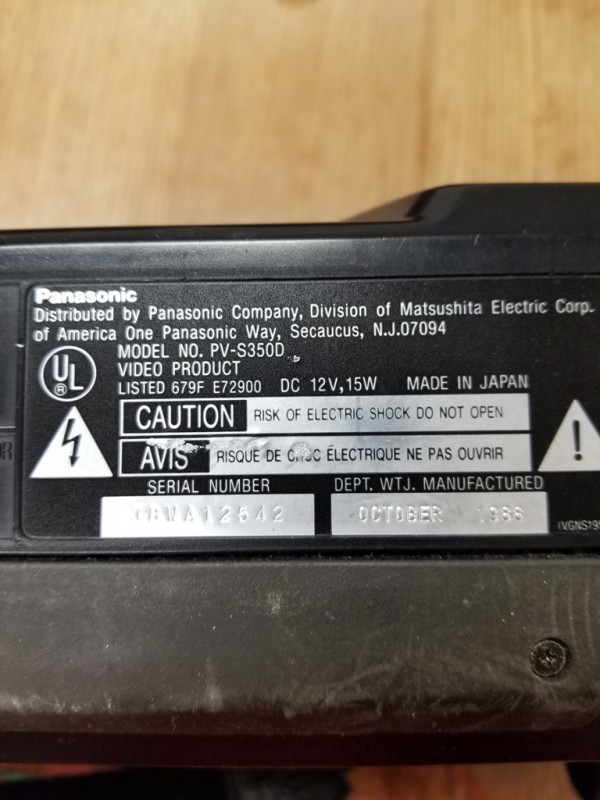 Panasonic
Distributed by Panasonic Company, Division of Matsushita Electric Corp.
of America One Panasonic Way, Secaucus, N.J.07094
MODEL NO. PV-S350D
VIDEO PRODUCT
UL ®
LISTED 679F E72900 DC 12V,15W MADE IN JAPAN
CAUTION RISK OF ELECTRIC SHOCK DO NOT OPEN
AVIS RISQUE DE ÉLECTRIQUE NE PAS OUVRIR
!
SERIAL NUMBER DEPT. WTJ. MANUFACTURED
OCTOBER 1988